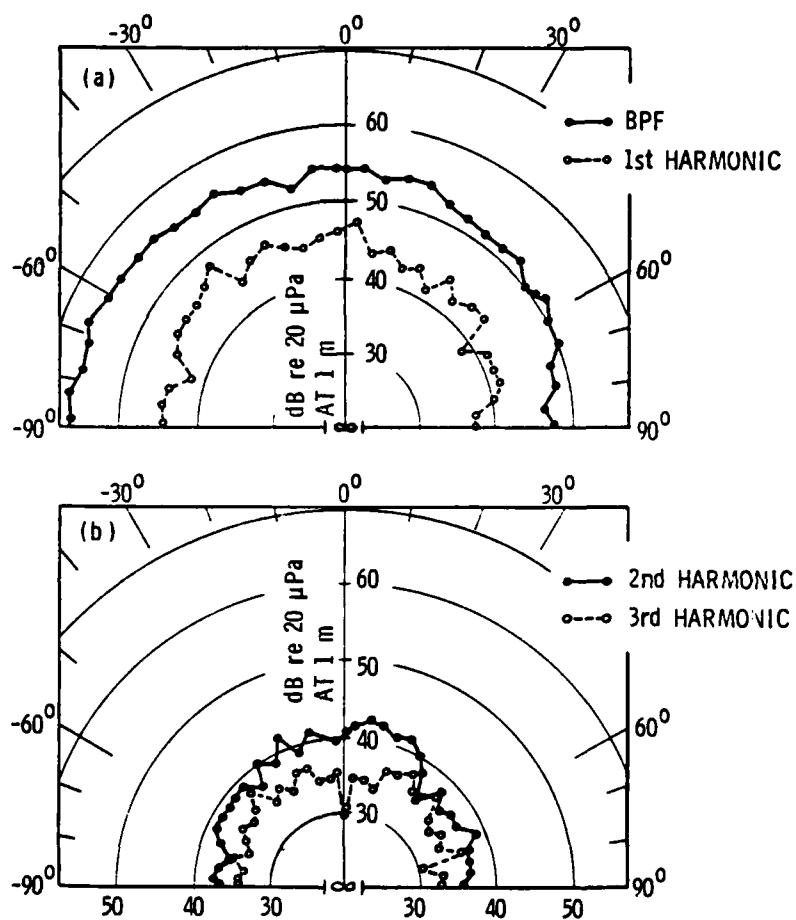 -30° 0° 30°
(a)
60
BPF
1st HARMONIC
50
-60° 60°
40
30
dB re 20 µPa
AT 1 m
-90° 90°
-30° 0° 30°
(b)
60
2nd HARMONIC
3rd HARMONIC
50
dB re 20 µPa
AT 1 m
-60° 60°
40
30
-90° 90°
50 40 30 30 40 50